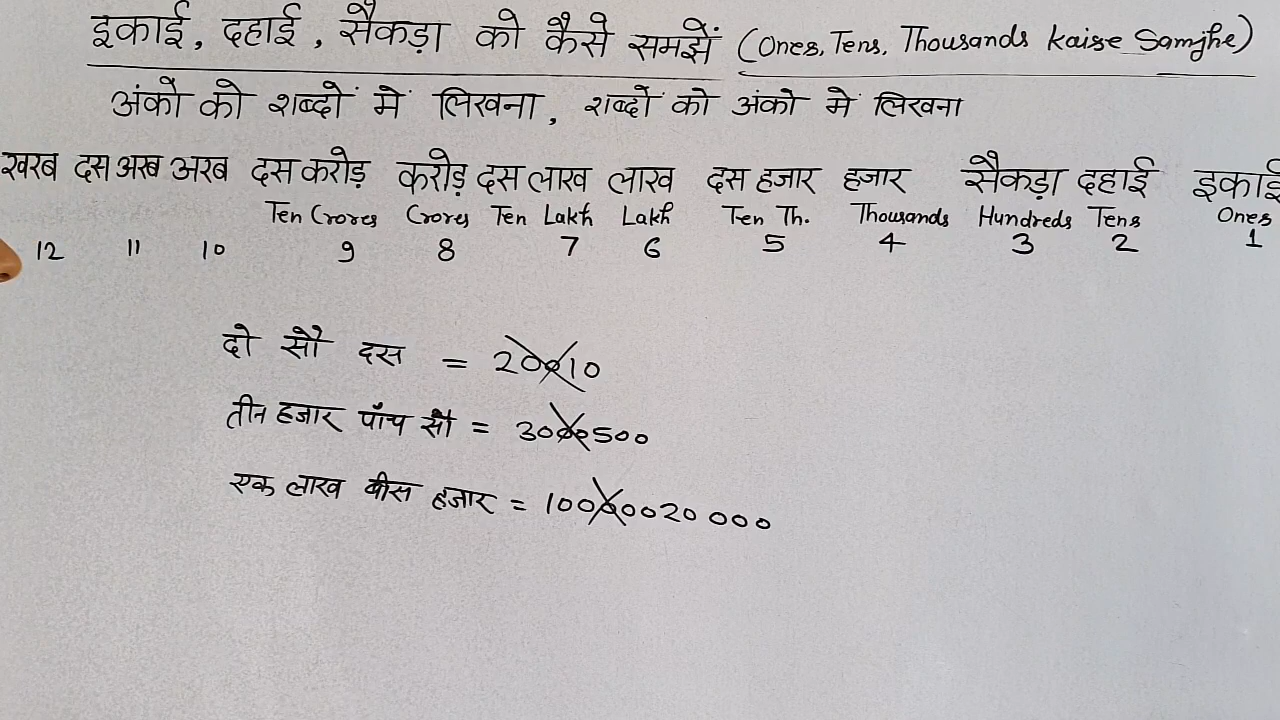 इकाई, दहाई, सैकड़ा को कैसे समझें (Ones, Tens, Thousands Kaise Samjhe)
अंको को शब्दों में लिखना, शब्दों को अंको में लिखना
खरब दस अरब अरब दस करोड़ करोड़ दस लाख लाख दस हजार हजार सैकड़ा दहाई इकाई
Ten Crores Crores Ten Lakh Lakh Ten Th. Thousands Hundreds Tens Ones
12 11 10 9 8 7 6 5 4 3 2 1
दो सौ दस = 20010
तीन हजार पाँच सौ = 3000500
एक लाख बीस हजार =